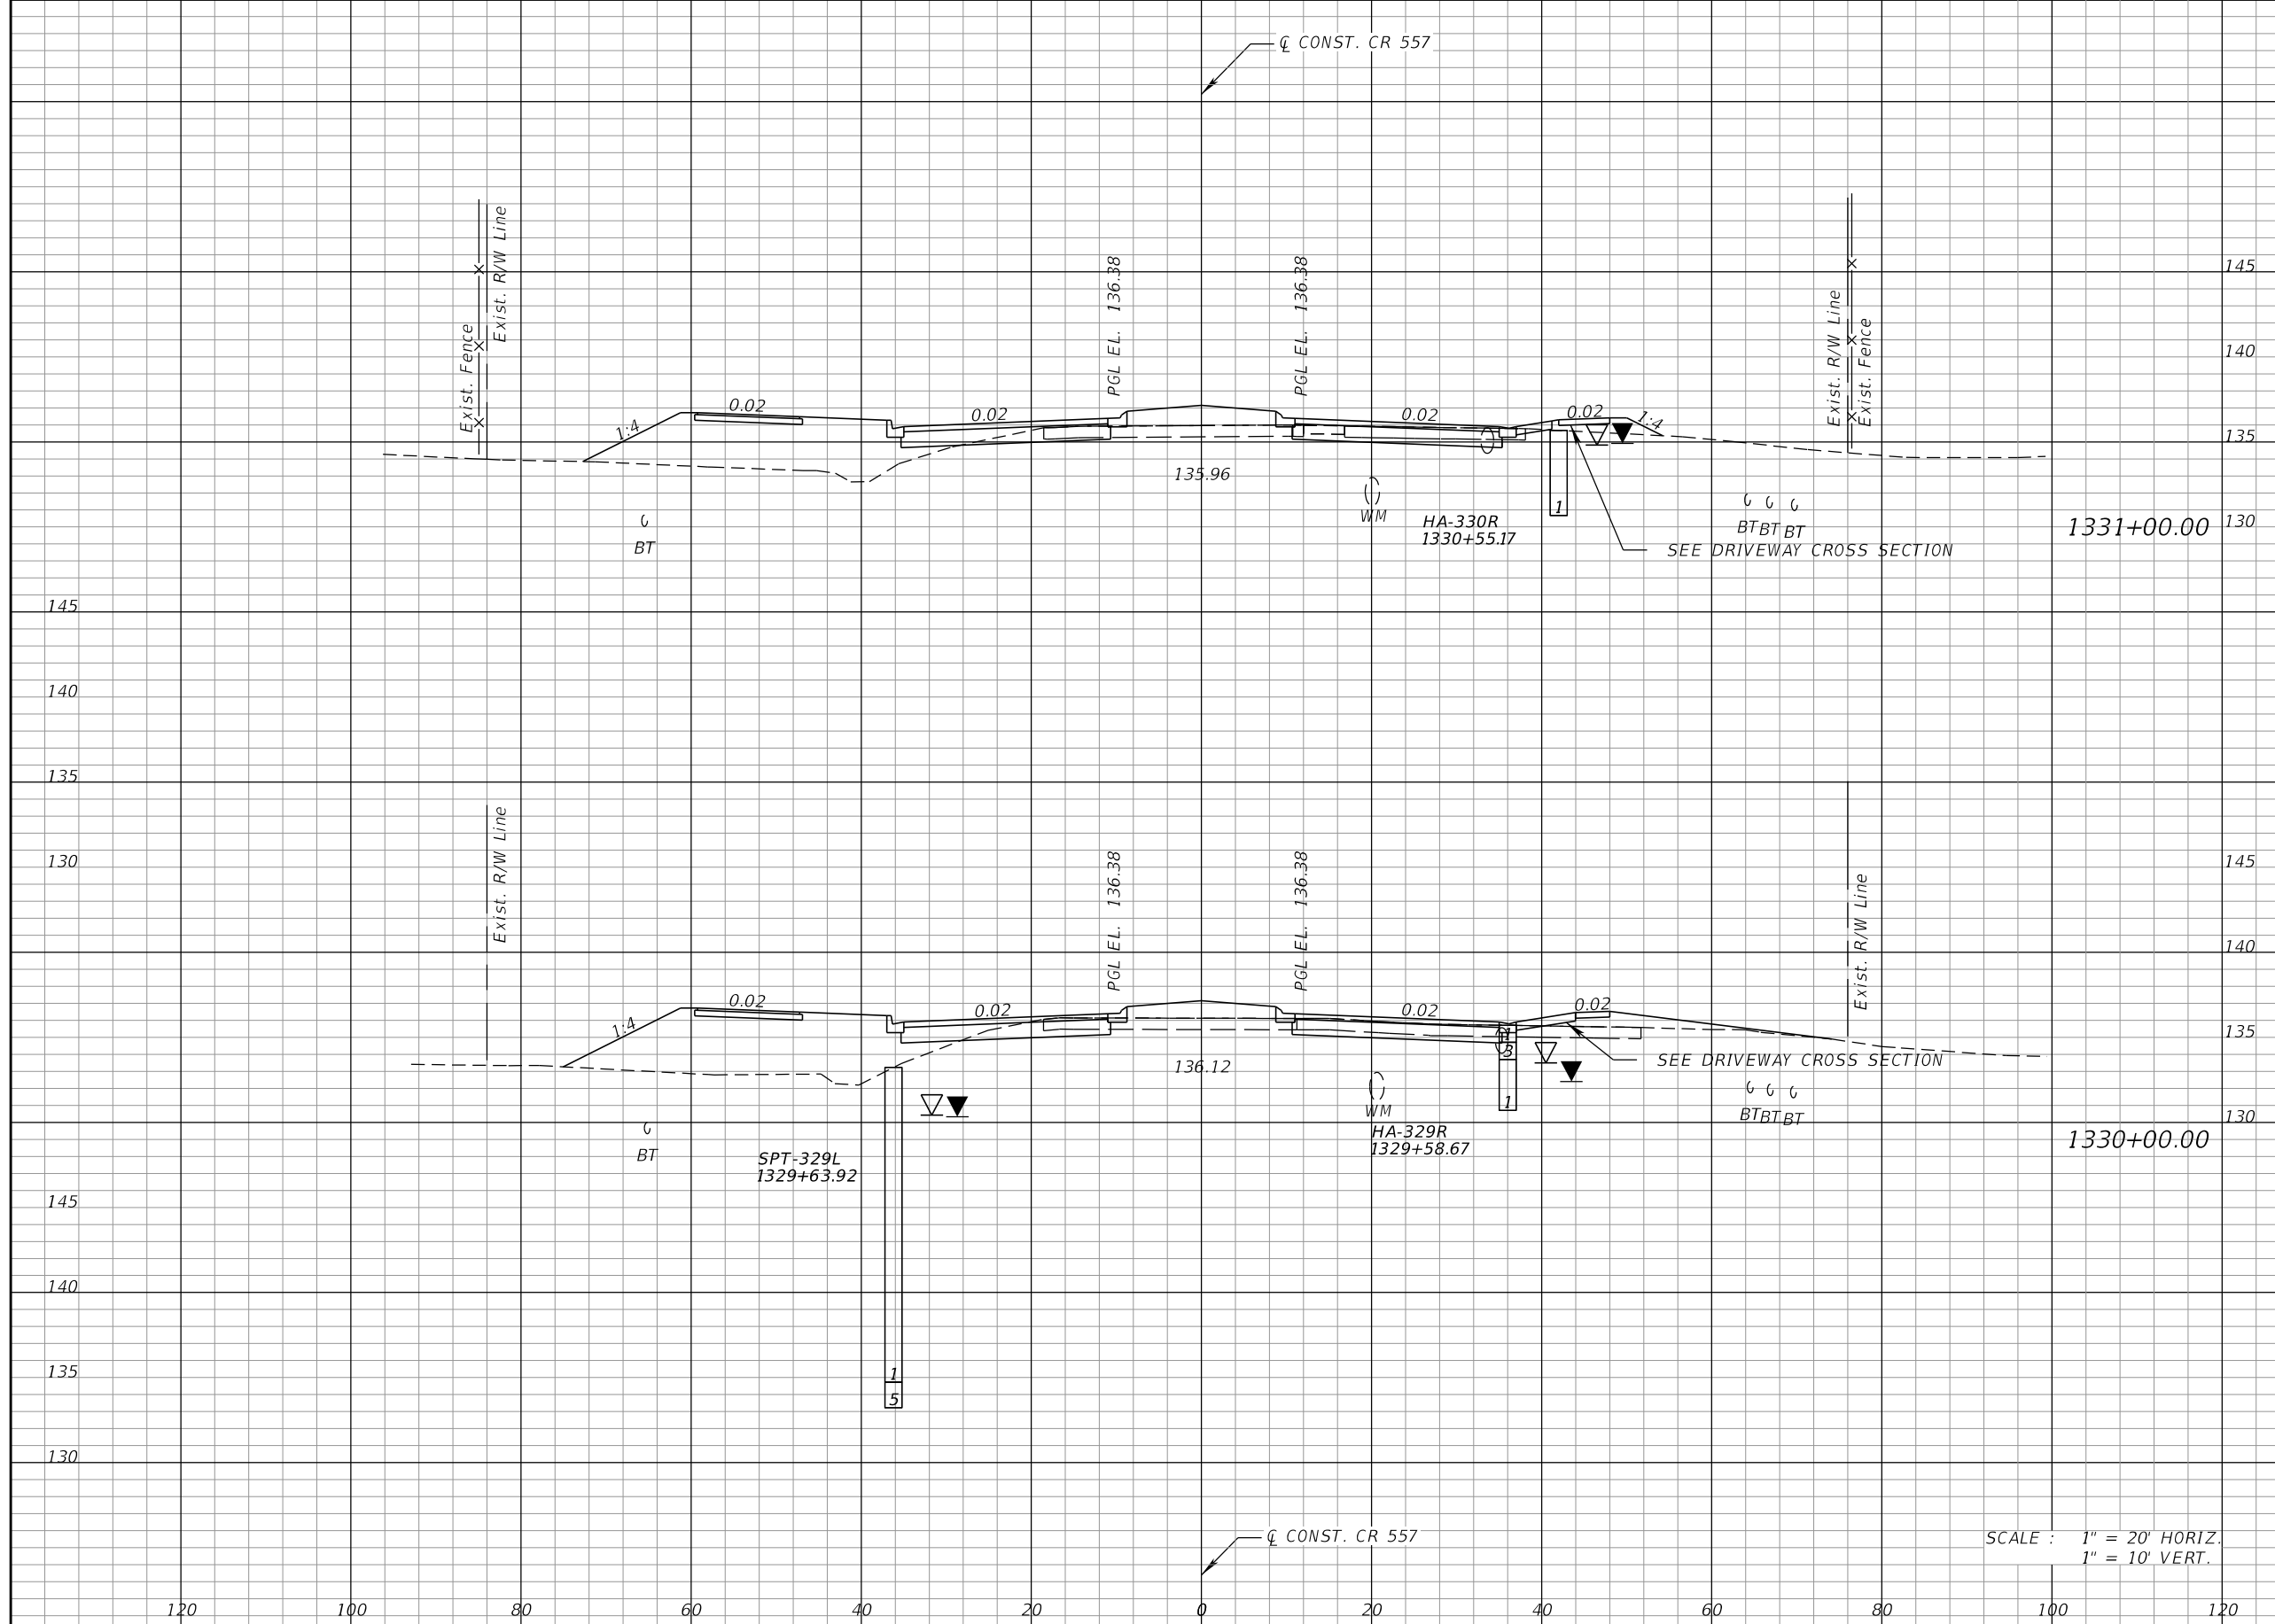 ℄ CONST. CR 557
Exist. Fence
Exist. R/W Line
PGL EL. 136.38
PGL EL. 136.38
Exist. R/W Line
Exist. Fence
145
140
135
130
1:4
0.02
0.02
0.02
0.02
1:4
135.96
WM
HA-330R
1330+55.17
1
BT
BT
BT
BT
SEE DRIVEWAY CROSS SECTION
1331+00.00
145
140
135
130
Exist. R/W Line
PGL EL. 136.38
PGL EL. 136.38
Exist. R/W Line
145
140
135
130
1:4
0.02
0.02
0.02
0.02
136.12
1
3
1
WM
HA-329R
1329+58.67
SEE DRIVEWAY CROSS SECTION
BT
BT
BT
BT
SPT-329L
1329+63.92
1330+00.00
145
140
135
130
1
5
℄ CONST. CR 557
SCALE : 1" = 20' HORIZ.
1" = 10' VERT.
120 100 80 60 40 20 0 20 40 60 80 100 120